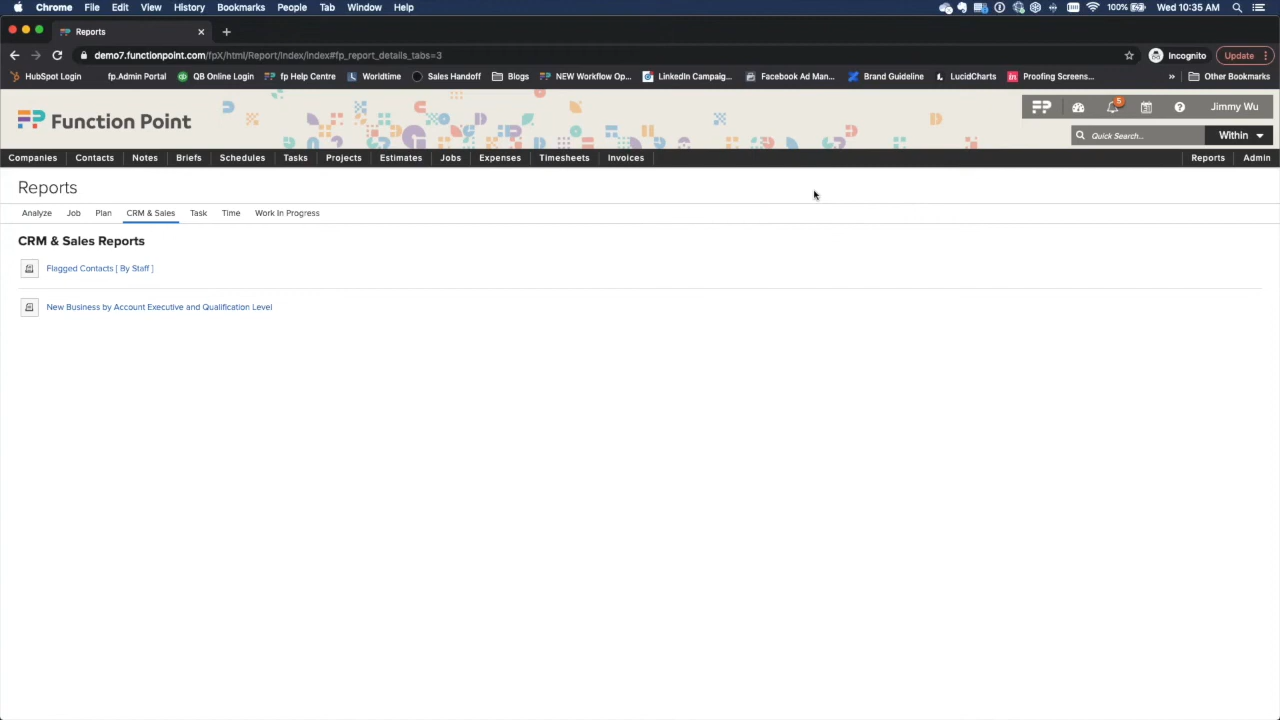 Chrome File Edit View History Bookmarks People Tab Window Help 100% Wed 10:35 AM
Reports
demo7.functionpoint.com/fpX/html/Report/Index/index#fp_report_details_tabs=3 Incognito Update
HubSpot Login fp.Admin Portal QB Online Login fp Help Centre Worldtime Sales Handoff Blogs NEW Workflow Op... LinkedIn Campaig... Facebook Ad Man... Brand Guideline LucidCharts Proofing Screens... » Other Bookmarks
Function Point
5 Jimmy Wu
Quick Search... Within
Companies Contacts Notes Briefs Schedules Tasks Projects Estimates Jobs Expenses Timesheets Invoices Reports Admin
Reports
Analyze Job Plan CRM & Sales Task Time Work In Progress
CRM & Sales Reports
Flagged Contacts [ By Staff ]
New Business by Account Executive and Qualification Level